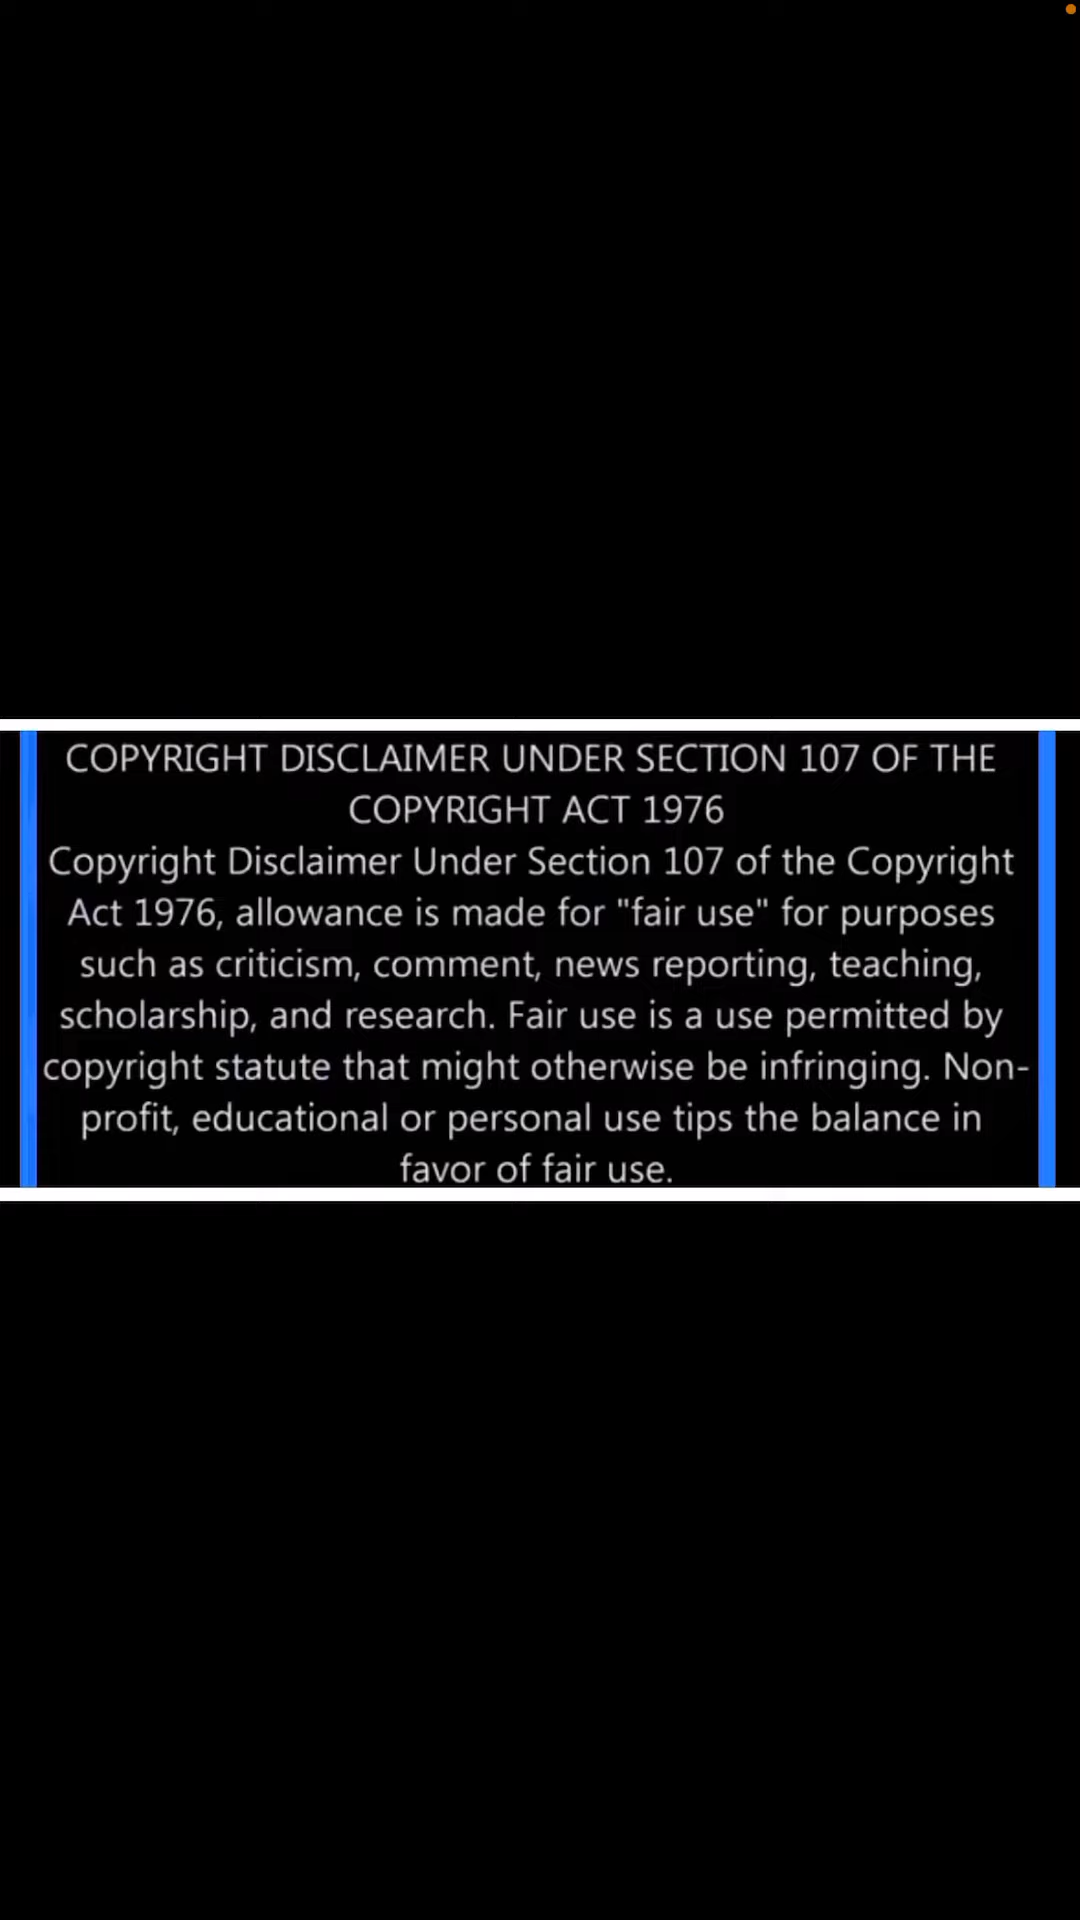 COPYRIGHT DISCLAIMER UNDER SECTION 107 OF THE
COPYRIGHT ACT 1976
Copyright Disclaimer Under Section 107 of the Copyright
Act 1976, allowance is made for "fair use" for purposes
such as criticism, comment, news reporting, teaching,
scholarship, and research. Fair use is a use permitted by
copyright statute that might otherwise be infringing. Non-
profit, educational or personal use tips the balance in
favor of fair use.